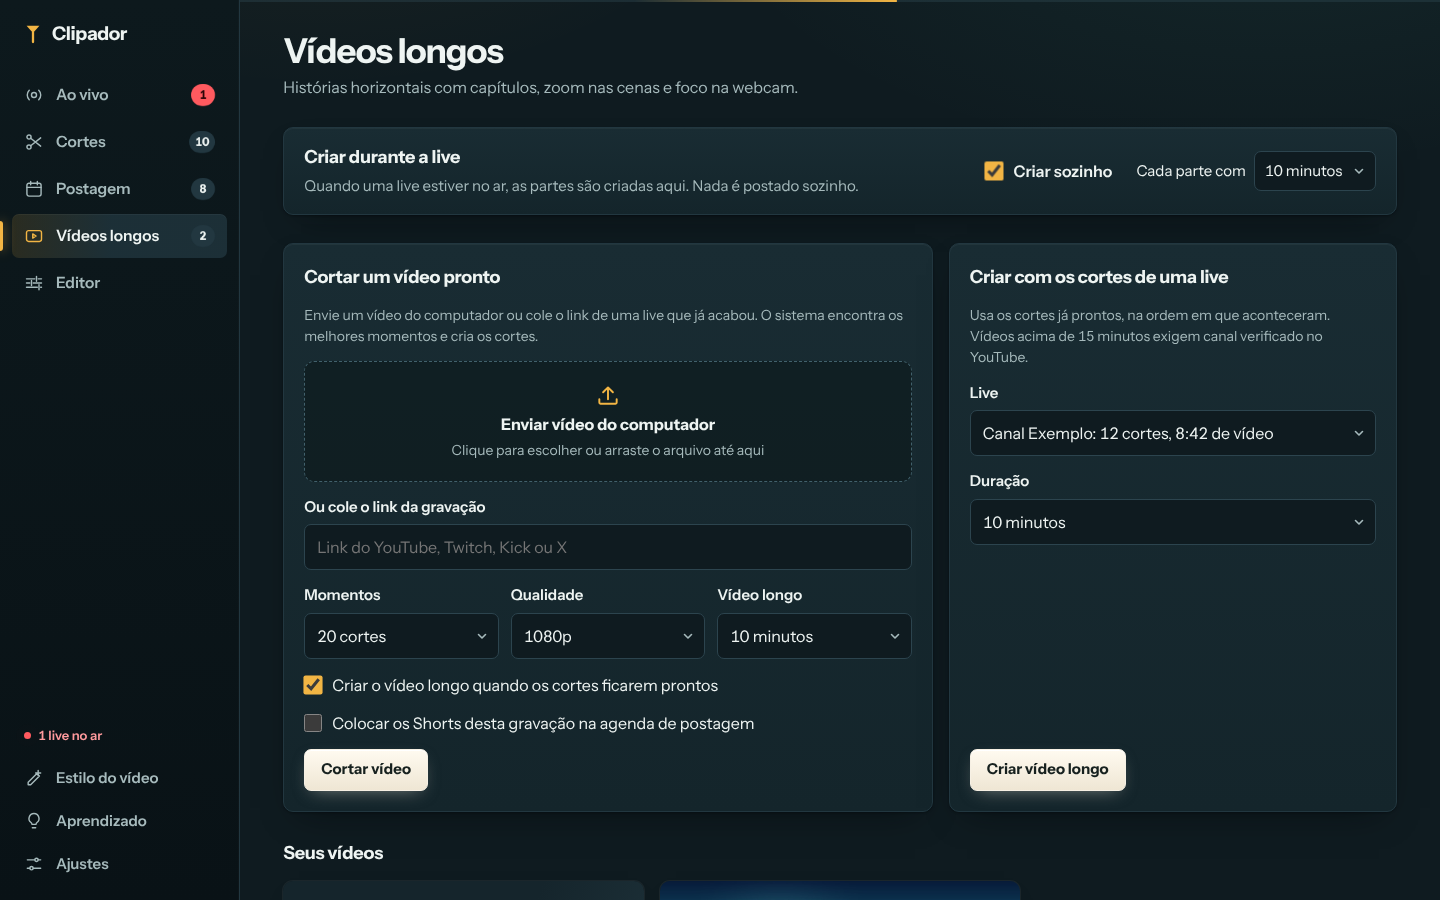 Clipador
Ao vivo
1
Cortes
10
Postagem
8
Vídeos longos
2
Editor
1 live no ar
Estilo do vídeo
Aprendizado
Ajustes
Vídeos longos
Histórias horizontais com capítulos, zoom nas cenas e foco na webcam.
Criar durante a live
Quando uma live estiver no ar, as partes são criadas aqui. Nada é postado sozinho.
Criar sozinho
Cada parte com
10 minutos
Cortar um vídeo pronto
Envie um vídeo do computador ou cole o link de uma live que já acabou. O sistema encontra os
melhores momentos e cria os cortes.
Enviar vídeo do computador
Clique para escolher ou arraste o arquivo até aqui
Ou cole o link da gravação
Link do YouTube, Twitch, Kick ou X
Momentos
Qualidade
Vídeo longo
20 cortes
1080p
10 minutos
Criar o vídeo longo quando os cortes ficarem prontos
Colocar os Shorts desta gravação na agenda de postagem
Cortar vídeo
Criar com os cortes de uma live
Usa os cortes já prontos, na ordem em que aconteceram.
Vídeos acima de 15 minutos exigem canal verificado no
YouTube.
Live
Canal Exemplo: 12 cortes, 8:42 de vídeo
Duração
10 minutos
Criar vídeo longo
Seus vídeos